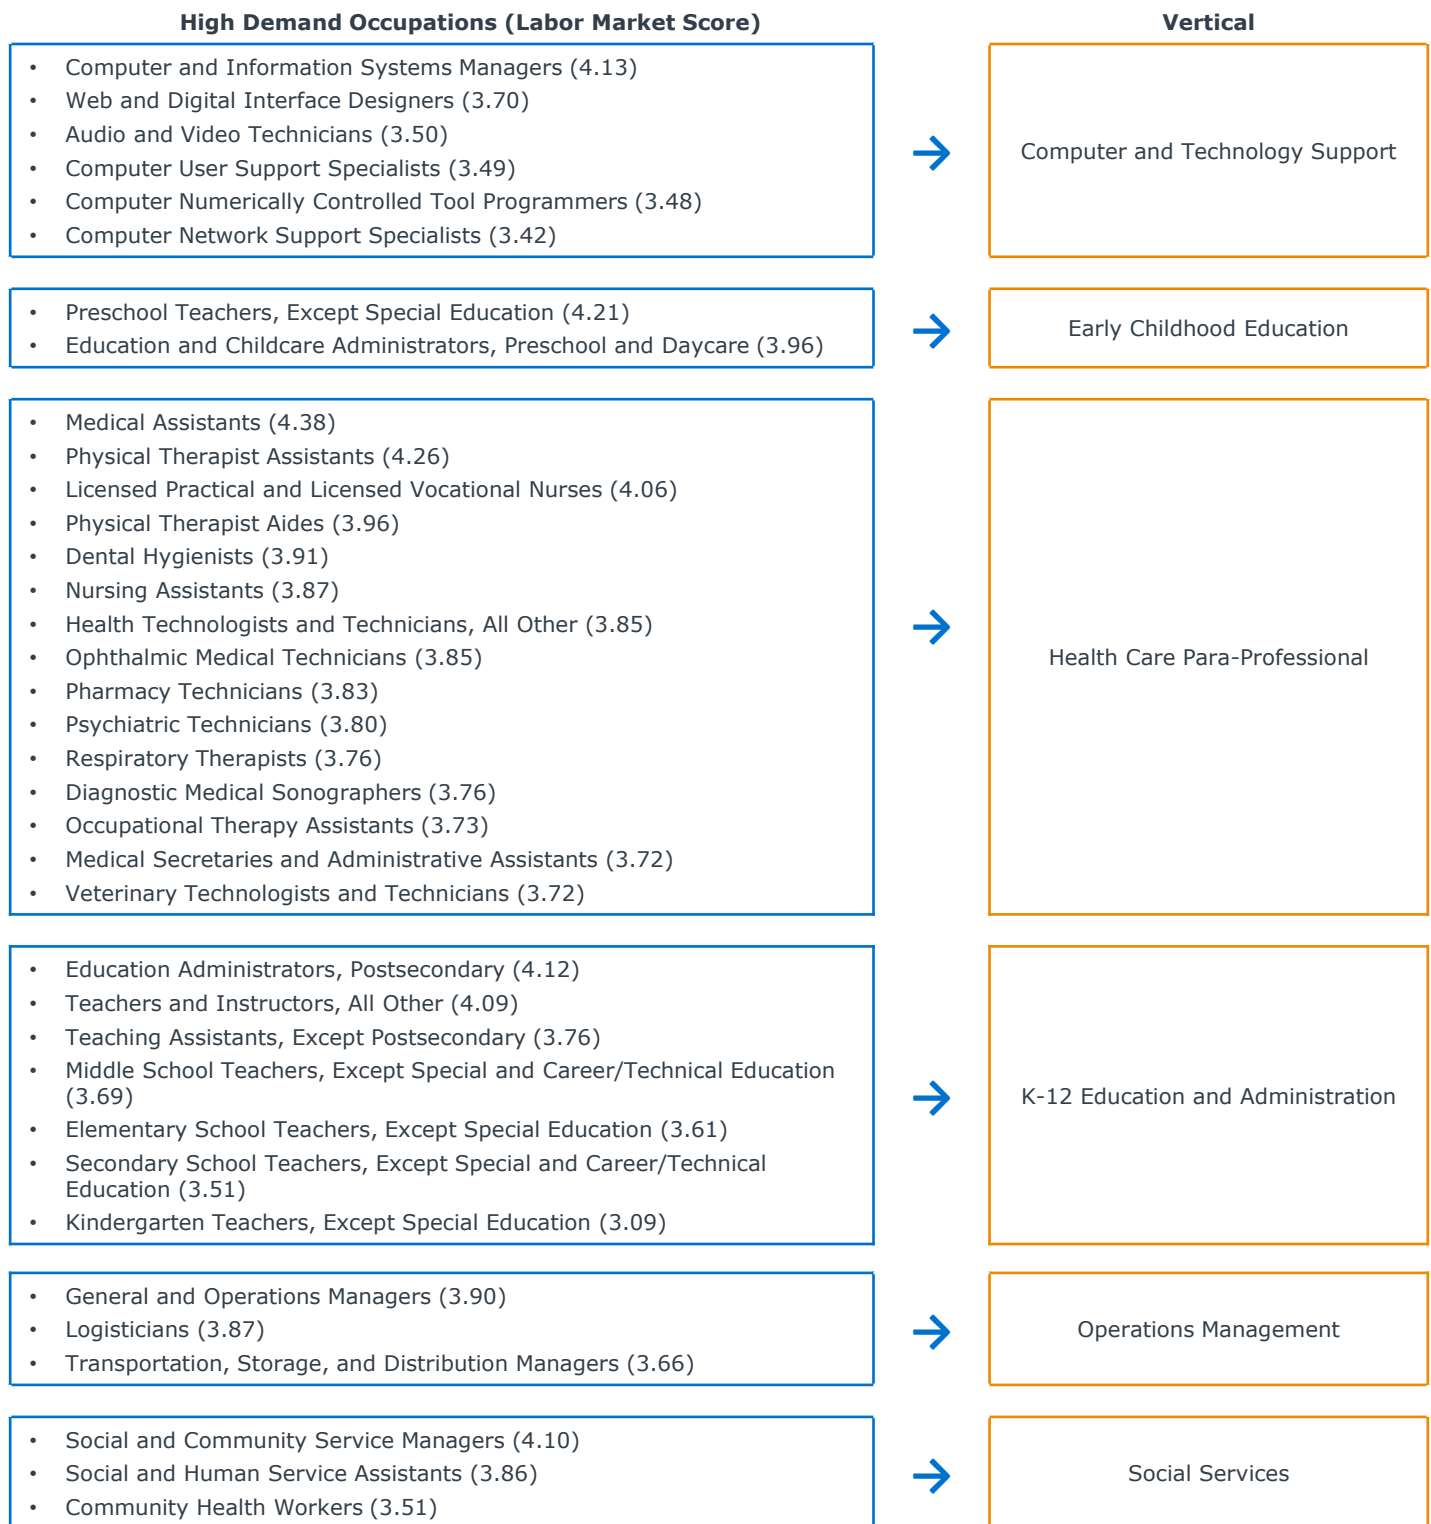 High Demand Occupations (Labor Market Score)
Vertical
• Computer and Information Systems Managers (4.13)
• Web and Digital Interface Designers (3.70)
• Audio and Video Technicians (3.50)
• Computer User Support Specialists (3.49)
• Computer Numerically Controlled Tool Programmers (3.48)
• Computer Network Support Specialists (3.42)
Computer and Technology Support
• Preschool Teachers, Except Special Education (4.21)
• Education and Childcare Administrators, Preschool and Daycare (3.96)
Early Childhood Education
• Medical Assistants (4.38)
• Physical Therapist Assistants (4.26)
• Licensed Practical and Licensed Vocational Nurses (4.06)
• Physical Therapist Aides (3.96)
• Dental Hygienists (3.91)
• Nursing Assistants (3.87)
• Health Technologists and Technicians, All Other (3.85)
• Ophthalmic Medical Technicians (3.85)
• Pharmacy Technicians (3.83)
• Psychiatric Technicians (3.80)
• Respiratory Therapists (3.76)
• Diagnostic Medical Sonographers (3.76)
• Occupational Therapy Assistants (3.73)
• Medical Secretaries and Administrative Assistants (3.72)
• Veterinary Technologists and Technicians (3.72)
Health Care Para-Professional
• Education Administrators, Postsecondary (4.12)
• Teachers and Instructors, All Other (4.09)
• Teaching Assistants, Except Postsecondary (3.76)
• Middle School Teachers, Except Special and Career/Technical Education
(3.69)
• Elementary School Teachers, Except Special Education (3.61)
• Secondary School Teachers, Except Special and Career/Technical
Education (3.51)
• Kindergarten Teachers, Except Special Education (3.09)
K-12 Education and Administration
• General and Operations Managers (3.90)
• Logisticians (3.87)
• Transportation, Storage, and Distribution Managers (3.66)
Operations Management
• Social and Community Service Managers (4.10)
• Social and Human Service Assistants (3.86)
• Community Health Workers (3.51)
Social Services